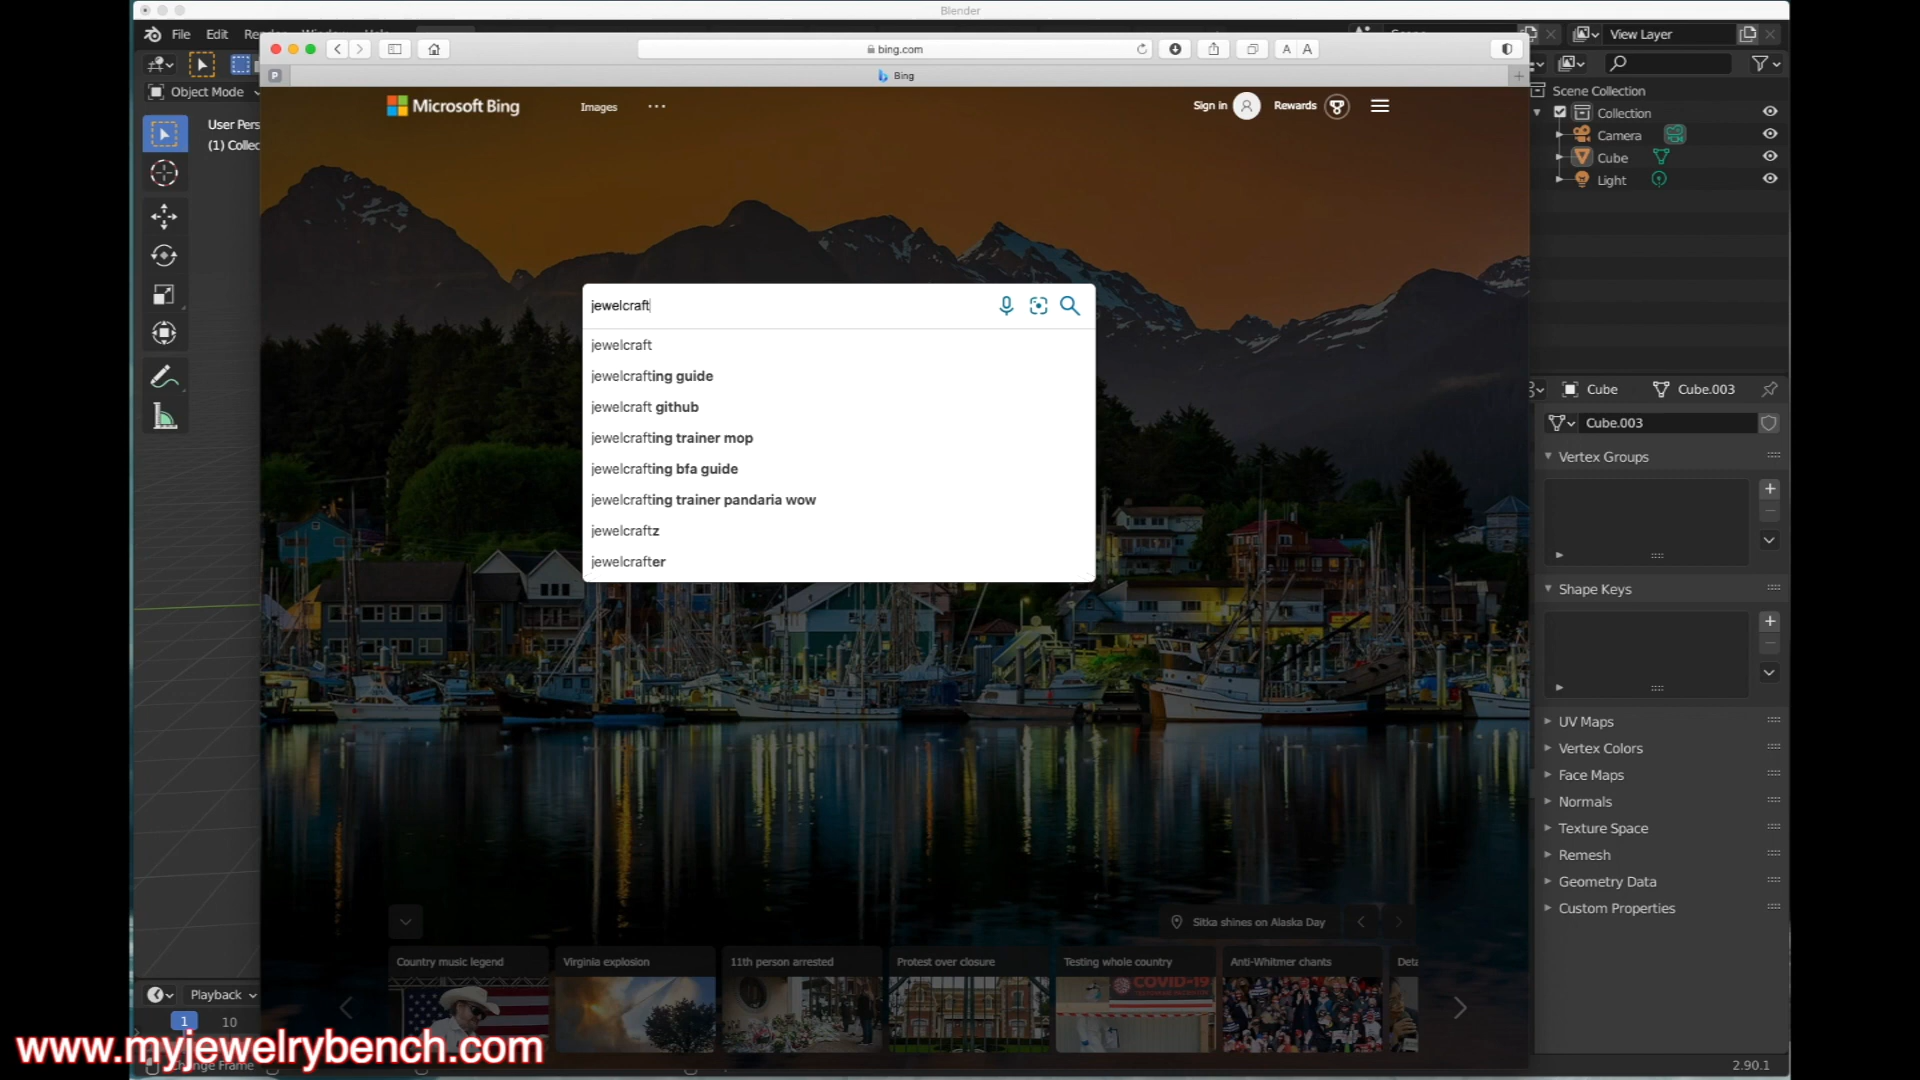 Blender
File Edit
View Layer
bing.com
A A
P
Bing
Object Mode
Scene Collection
User Pers
Microsoft Bing
Images
Sign in
Rewards
Collection
(1) Collec
Camera
Cube
Light
jewelcraft
jewelcraft
jewelcrafting guide
jewelcraft github
jewelcrafting trainer mop
jewelcrafting bfa guide
jewelcrafting trainer pandaria wow
jewelcraftz
jewelcrafter
Cube Cube.003
Cube.003
Vertex Groups
Shape Keys
UV Maps
Vertex Colors
Face Maps
Normals
Texture Space
Remesh
Geometry Data
Custom Properties
Sitka shines on Alaska Day
Country music legend
Virginia explosion
11th person arrested
Protest over closure
Testing whole country
Anti-Whitmer chants
Deta
COVID-19
Playback
1 10
www.myjewelrybench.com
Change Frame
2.90.1